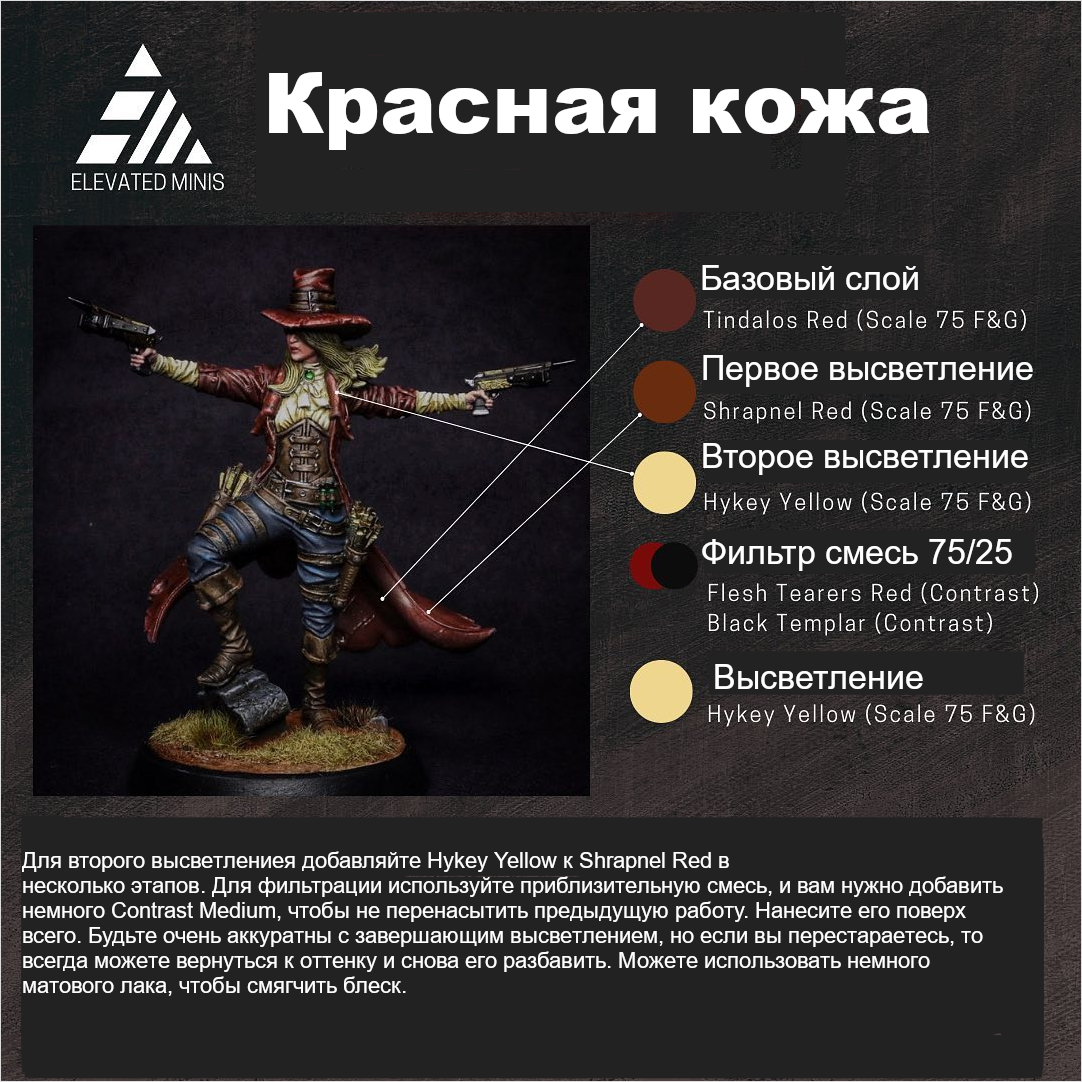 Красная кожа
ELEVATED MINIS
Базовый слой
Tindalos Red (Scale 75 F&G)
Первое высветление
Shrapnel Red (Scale 75 F&G)
Второе высветление
Hykey Yellow (Scale 75 F&G)
Фильтр смесь 75/25
Flesh Tearers Red (Contrast)
Black Templar (Contrast)
Высветление
Hykey Yellow (Scale 75 F&G)
Для второго высветлениея добавляйте Hykey Yellow к Shrapnel Red в
несколько этапов. Для фильтрации используйте приблизительную смесь, и вам нужно добавить
немного Contrast Medium, чтобы не перенасытить предыдущую работу. Нанесите его поверх
всего. Будьте очень аккуратны с завершающим высветлением, но если вы перестараетесь, то
всегда можете вернуться к оттенку и снова его разбавить. Можете использовать немного
матового лака, чтобы смягчить блеск.